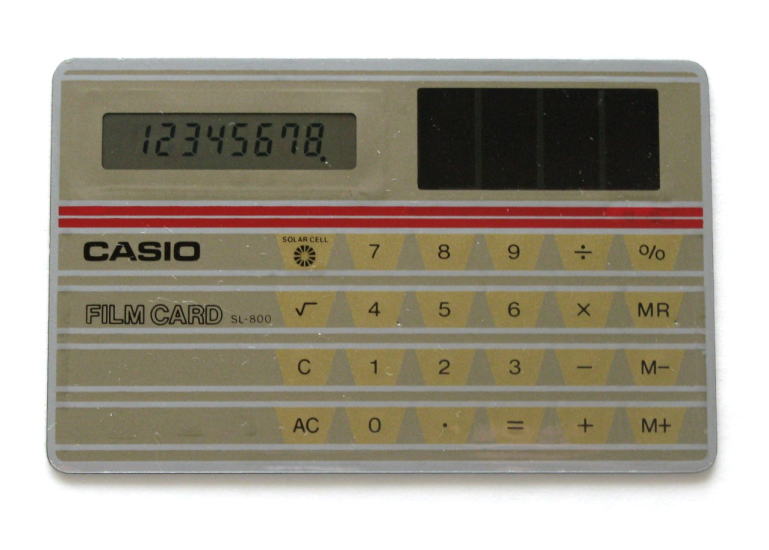 12345678.
CASIO SOLAR CELL 7 8 9 ÷ %
FILM CARD SL-800 √ 4 5 6 × MR
C 1 2 3 − M−
AC 0 · = + M+